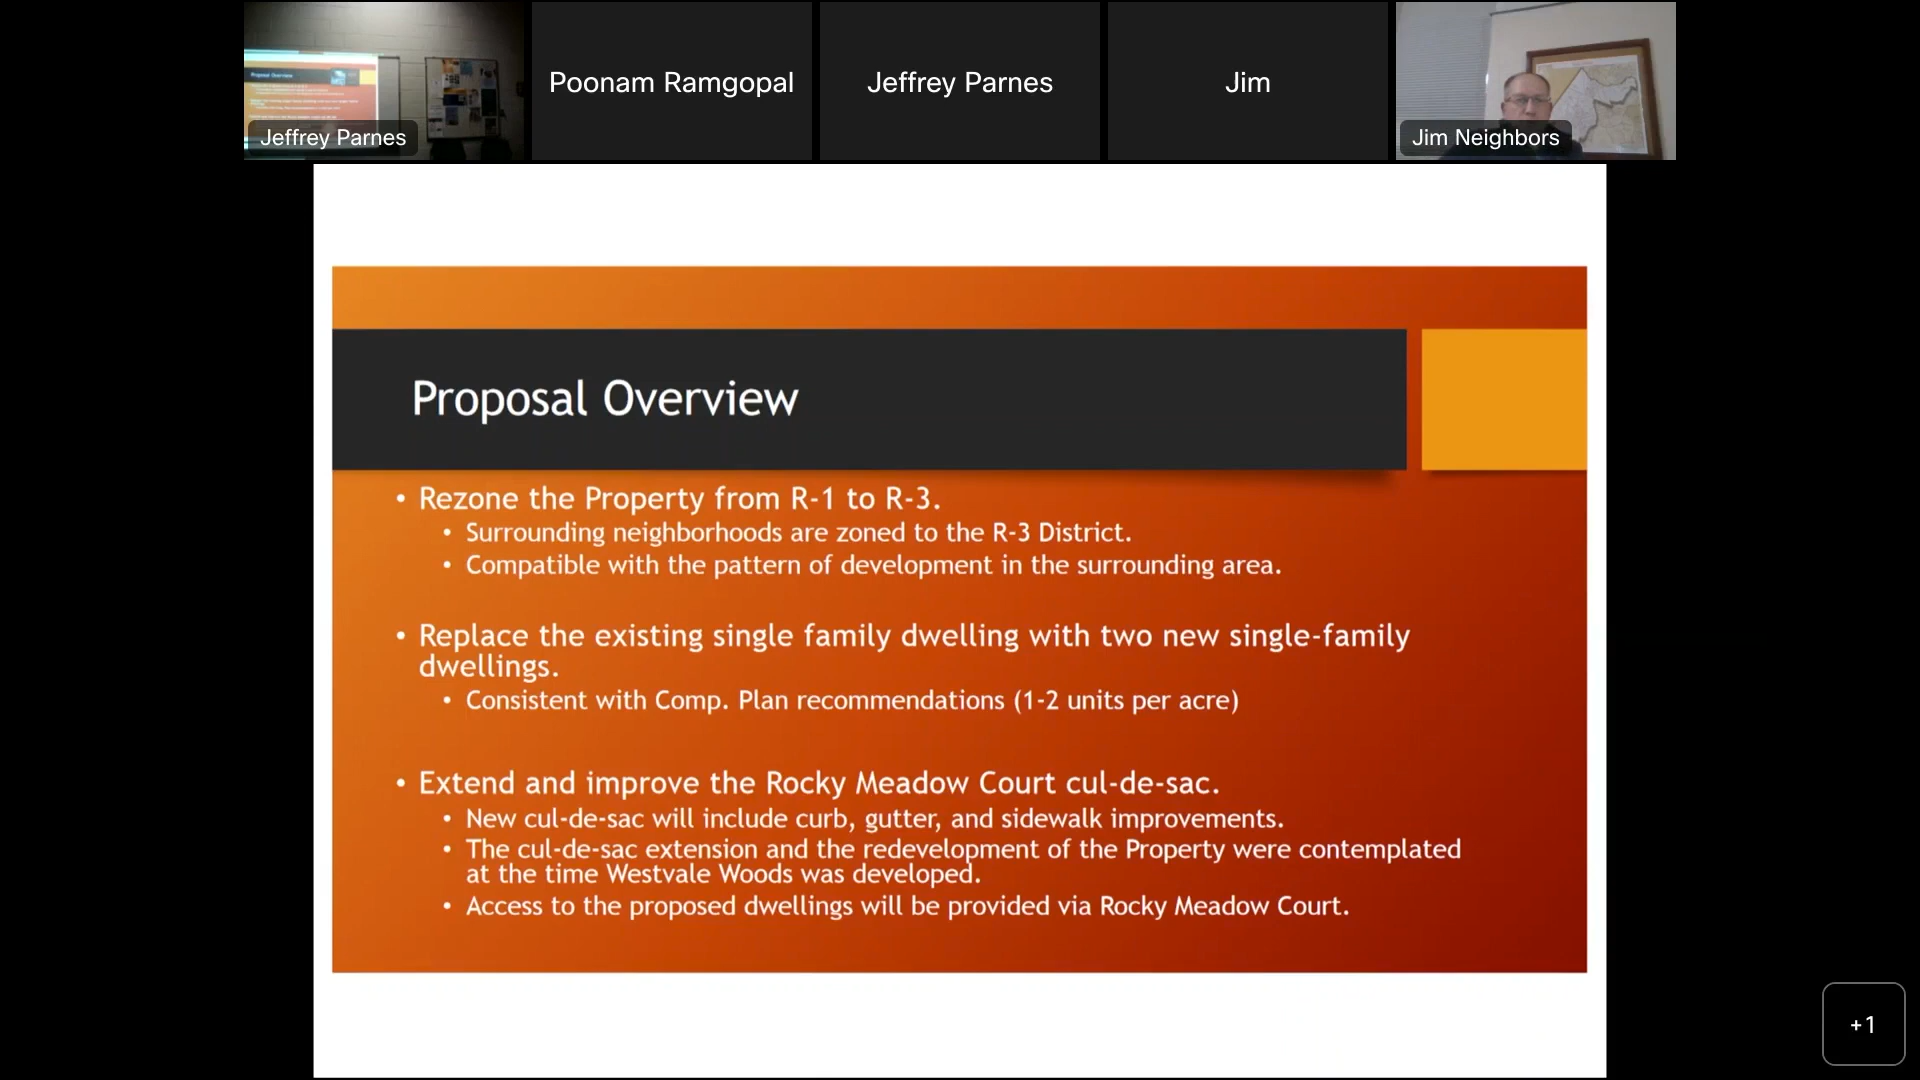 Proposal Overview
Jeffrey Parnes
Poonam Ramgopal
Jeffrey Parnes
Jim
Jim Neighbors
Proposal Overview
• Rezone the Property from R-1 to R-3.
• Surrounding neighborhoods are zoned to the R-3 District.
• Compatible with the pattern of development in the surrounding area.
• Replace the existing single family dwelling with two new single-family
dwellings.
• Consistent with Comp. Plan recommendations (1-2 units per acre)
• Extend and improve the Rocky Meadow Court cul-de-sac.
• New cul-de-sac will include curb, gutter, and sidewalk improvements.
• The cul-de-sac extension and the redevelopment of the Property were contemplated
at the time Westvale Woods was developed.
• Access to the proposed dwellings will be provided via Rocky Meadow Court.
+1